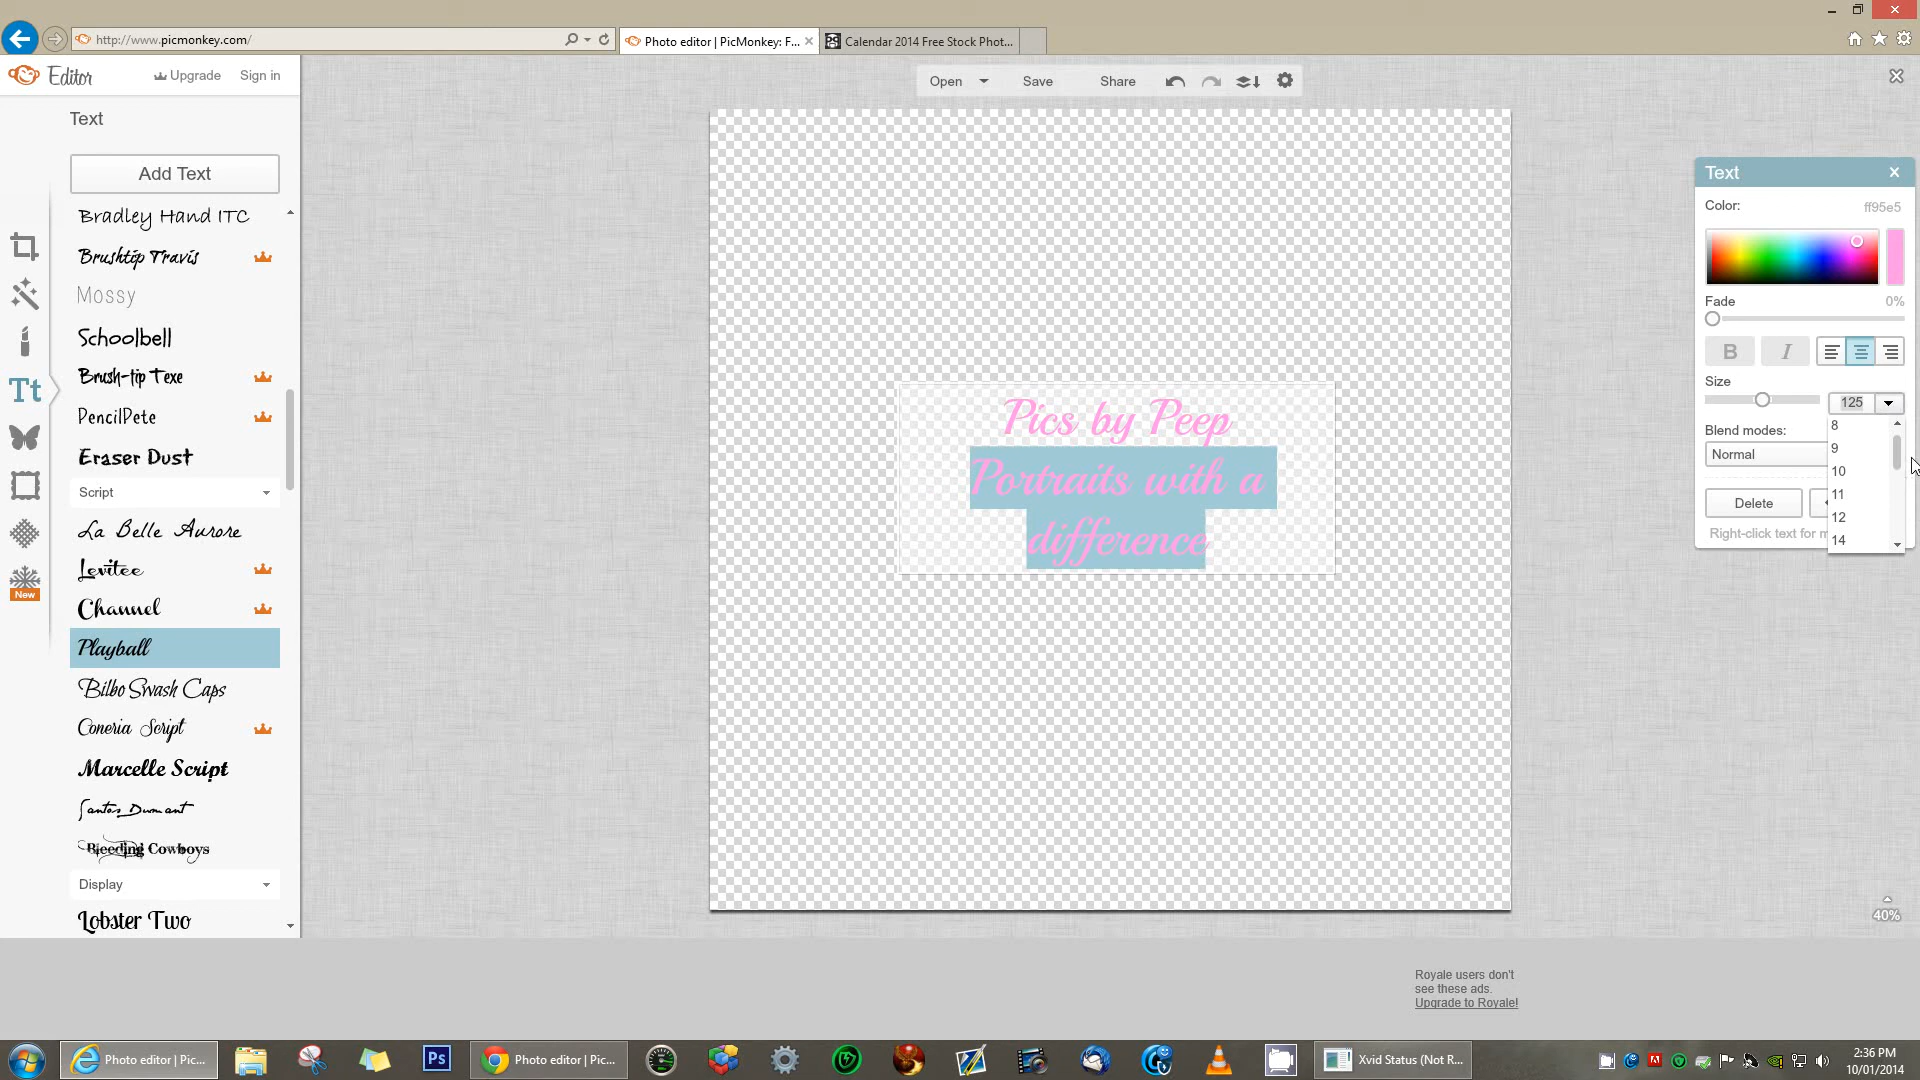 http://www.picmonkey.com/
Photo editor | PicMonkey: F...
Calendar 2014 Free Stock Phot...
Editor
Upgrade
Sign in
Open
Save
Share
Text
Add Text
Bradley Hand ITC
Brushtip Travis
Mossy
Schoolbell
Brush-tip Texe
PencilPete
Eraser Dust
Script
La Belle Aurore
Levitee
Channel
Playball
Bilbo Swash Caps
Coneria Script
Marcelle Script
Santos Dumont
Bleeding Cowboys
Display
Lobster Two
Tt
New
Pics by Peep
Portraits with a
difference
Text
Color:
ff95e5
Fade
0%
B
I
Size
125
8
9
10
11
12
14
Blend modes:
Normal
Delete
Right-click text for m
40%
Royale users don't
see these ads.
Upgrade to Royale!
Photo editor | Pic...
Ps
Photo editor | Pic...
Xvid Status (Not R...
2:36 PM
10/01/2014